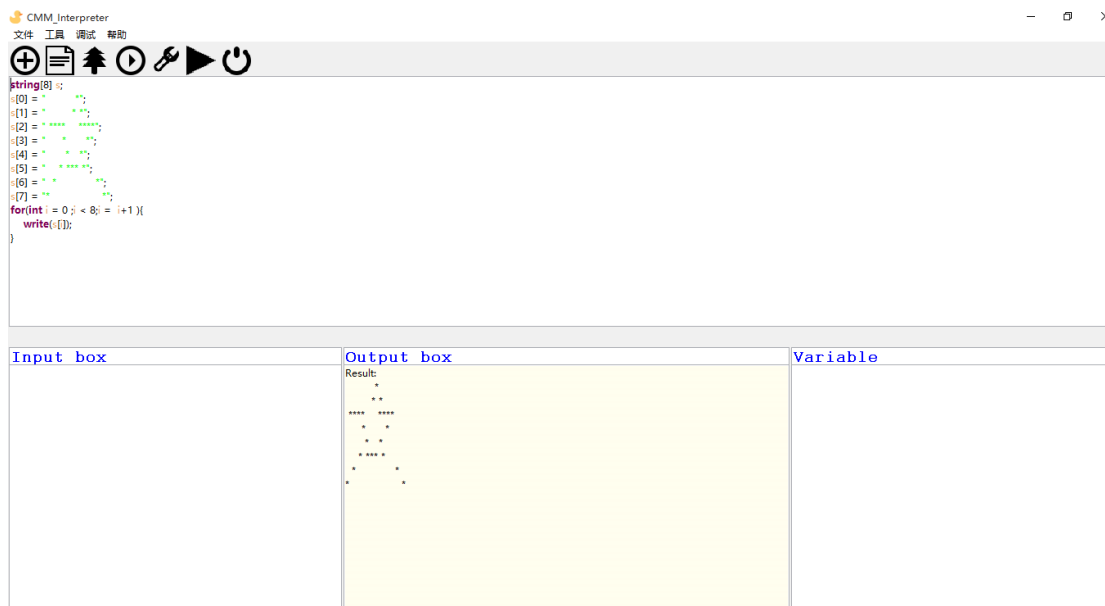 CMM_Interpreter
文件 工具 调试 帮助
string[8] s;
s[0] = "         *";
s[1] = "        * *";
s[2] = " ****    ****";
s[3] = "     *      *";
s[4] = "      *   *";
s[5] = "    * *** *";
s[6] = "  *            *";
s[7] = "*                *";
for(int i = 0 ;i < 8;i =  i+1 ){
    write(s[i]);
}
Input box
Output box
Variable
Result:
         *
        * *
 ****    ****
     *      *
      *   *
    * *** *
  *            *
*                *